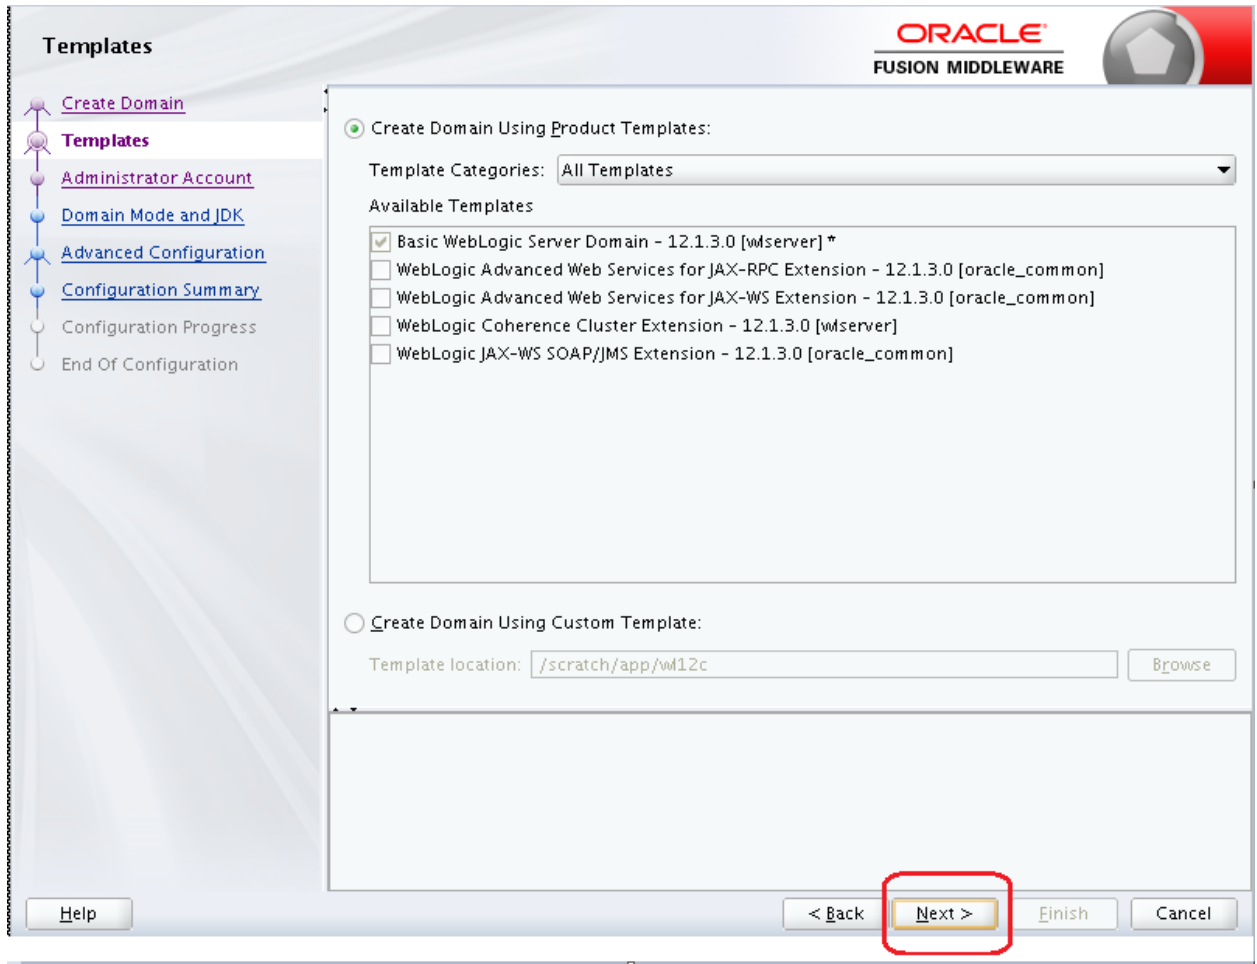 Templates
ORACLE
FUSION MIDDLEWARE
Create Domain
Templates
Administrator Account
Domain Mode and JDK
Advanced Configuration
Configuration Summary
Configuration Progress
End Of Configuration
Create Domain Using Product Templates:
Template Categories: All Templates
Available Templates
Basic WebLogic Server Domain - 12.1.3.0 [wlserver] *
WebLogic Advanced Web Services for JAX-RPC Extension - 12.1.3.0 [oracle_common]
WebLogic Advanced Web Services for JAX-WS Extension - 12.1.3.0 [oracle_common]
WebLogic Coherence Cluster Extension - 12.1.3.0 [wlserver]
WebLogic JAX-WS SOAP/JMS Extension - 12.1.3.0 [oracle_common]
Create Domain Using Custom Template:
Template location: /scratch/app/wl12c Browse
Help < Back Next > Finish Cancel